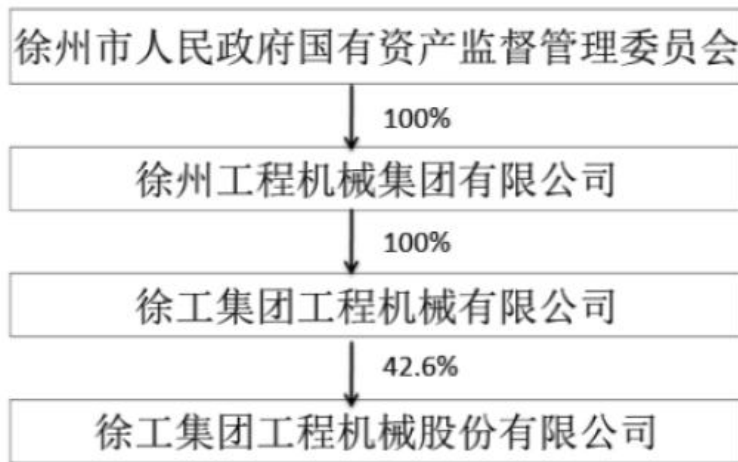 徐州市人民政府国有资产监督管理委员会
100%
徐州工程机械集团有限公司
100%
徐工集团工程机械有限公司
42.6%
徐工集团工程机械股份有限公司